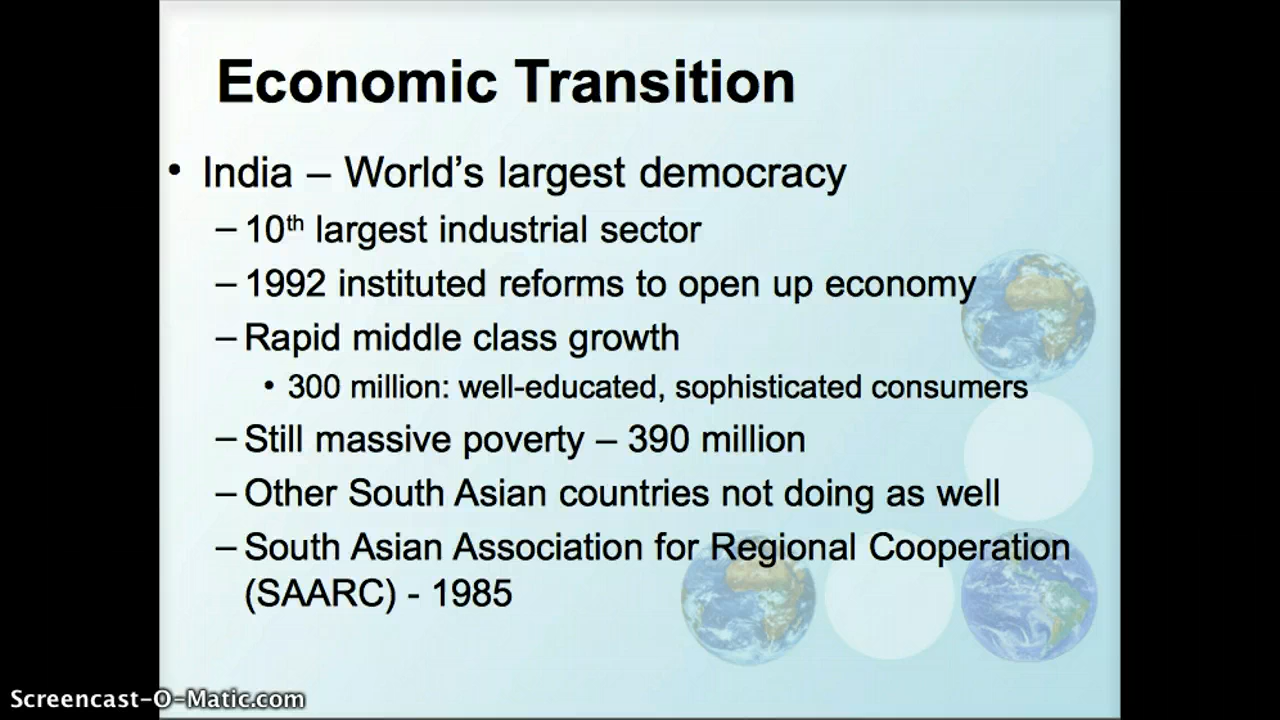 Economic Transition
• India – World's largest democracy
– 10th largest industrial sector
– 1992 instituted reforms to open up economy
– Rapid middle class growth
• 300 million: well-educated, sophisticated consumers
– Still massive poverty – 390 million
– Other South Asian countries not doing as well
– South Asian Association for Regional Cooperation
(SAARC) - 1985
Screencast-O-Matic.com